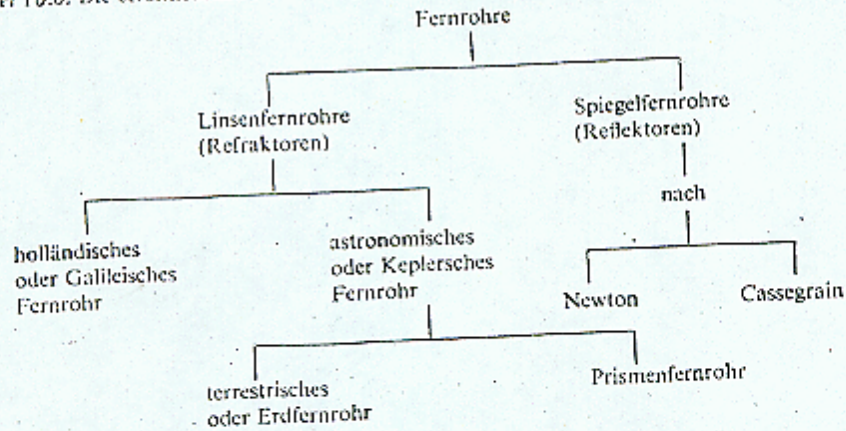 Fernrohre
Linsenfernrohre
(Refraktoren)
Spiegelfernrohre
(Reflektoren)
nach
holländisches
oder Galileisches
Fernrohr
astronomisches
oder Keplersches
Fernrohr
Newton
Cassegrain
terrestrisches
oder Erdfernrohr
Prismenfernrohr